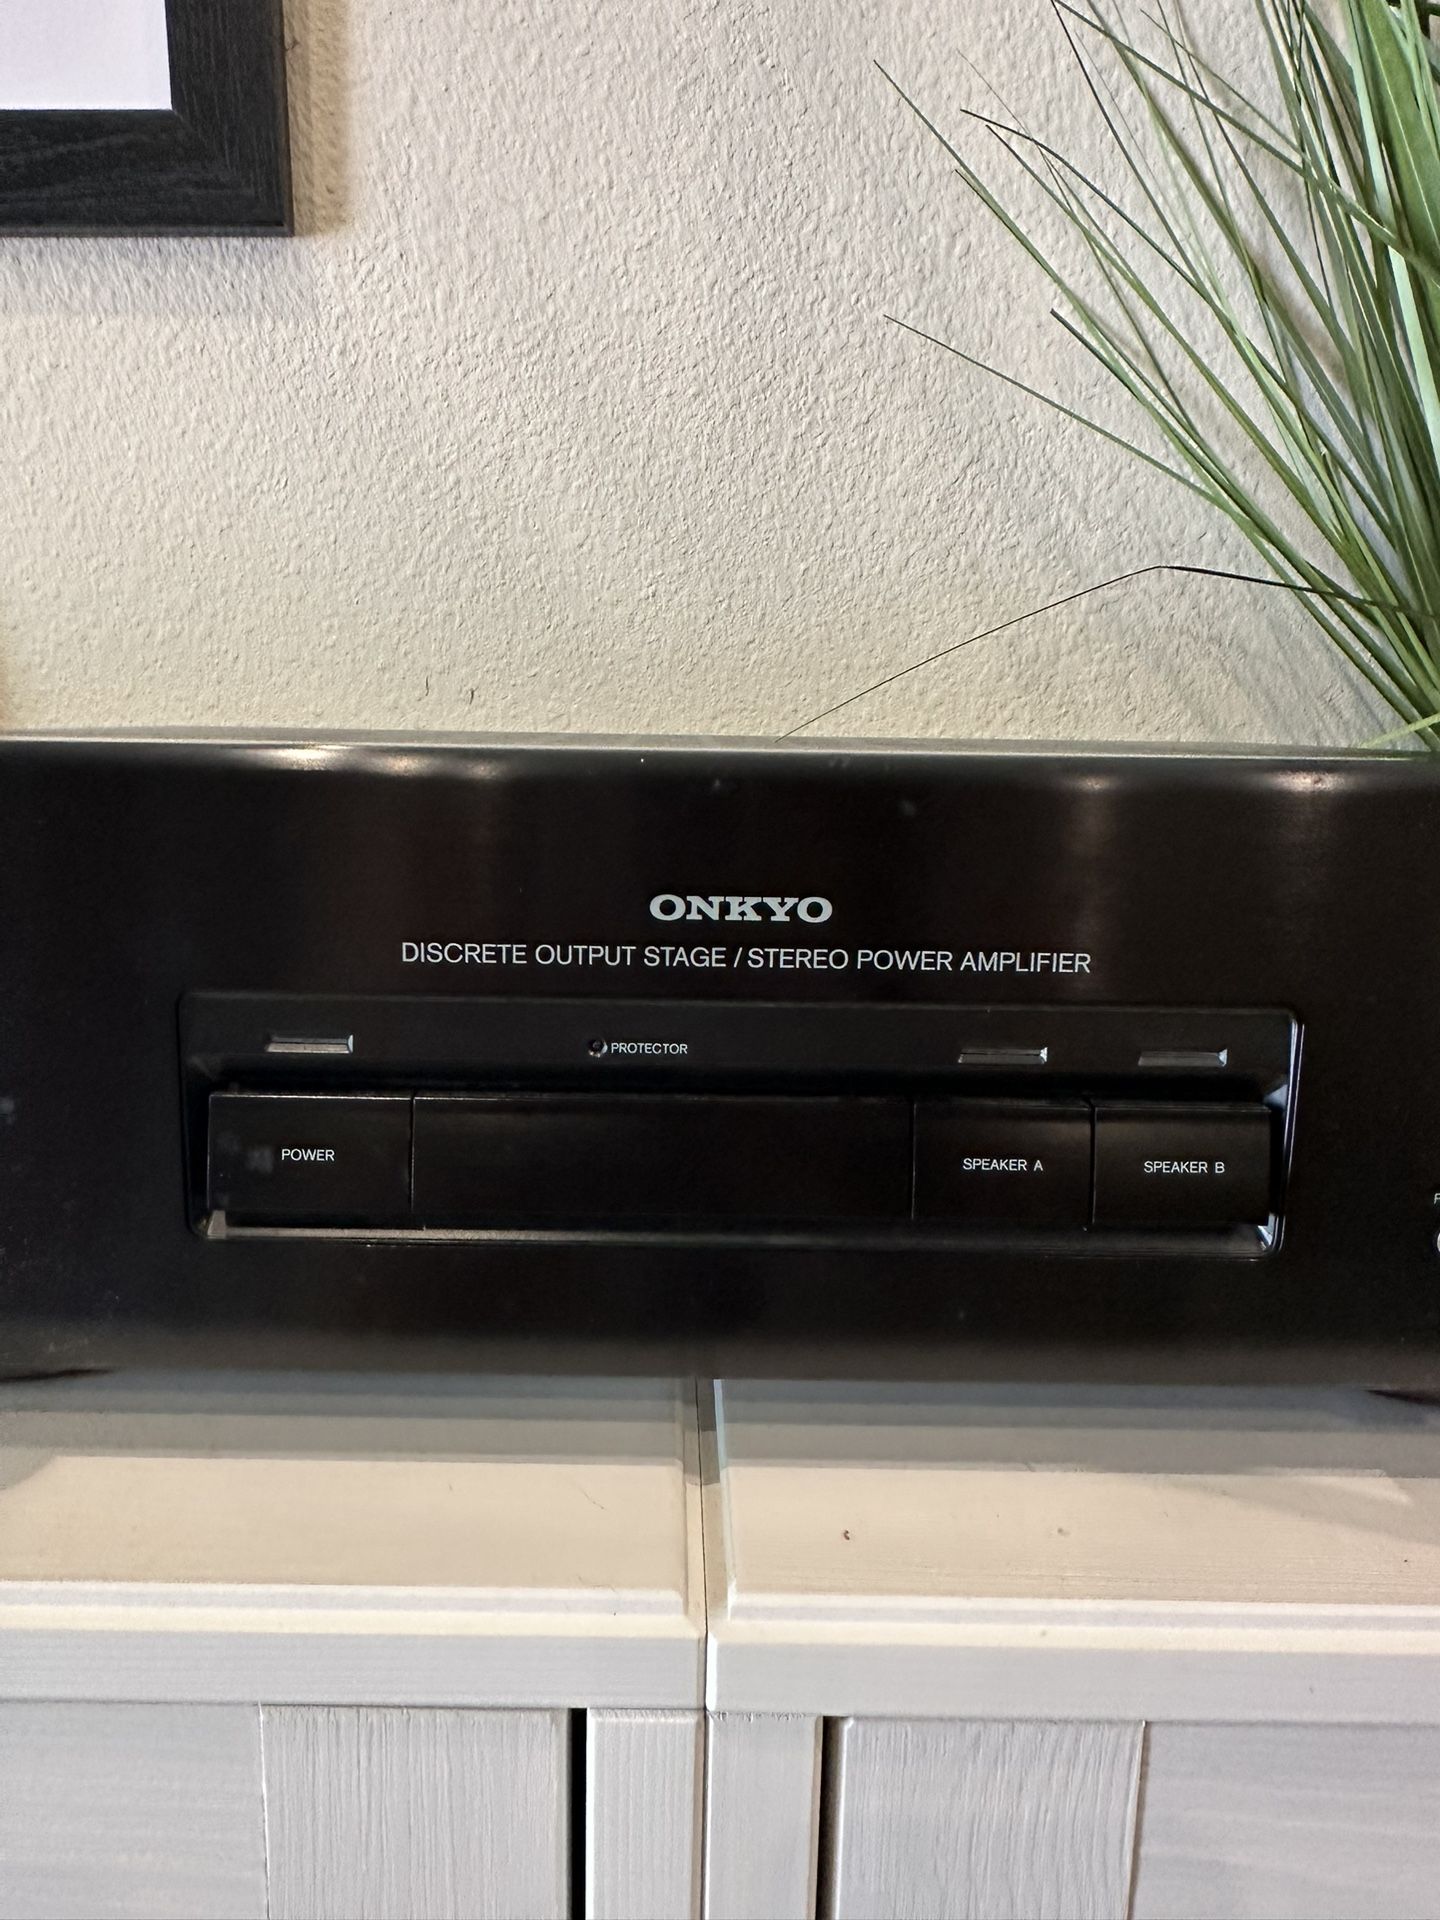 ONKYO
DISCRETE OUTPUT STAGE / STEREO POWER AMPLIFIER
PROTECTOR
POWER
SPEAKER A
SPEAKER B